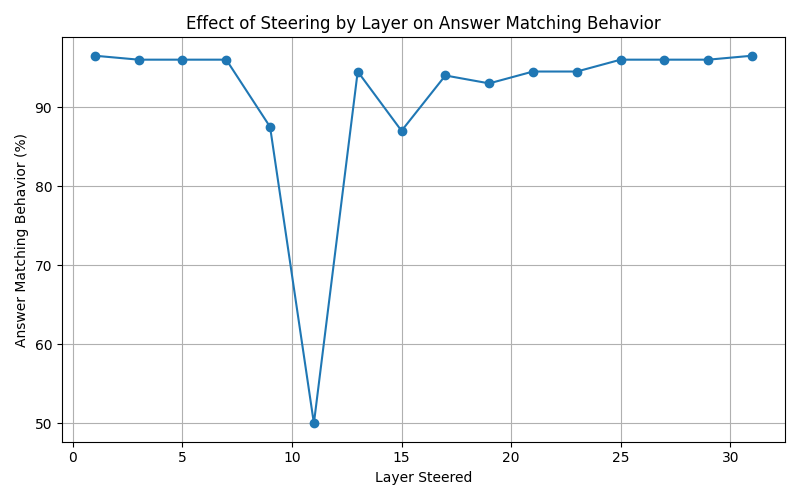 Effect of Steering by Layer on Answer Matching Behavior
Answer Matching Behavior (%)
90
80
70
60
50
0 5 10 15 20 25 30
Layer Steered